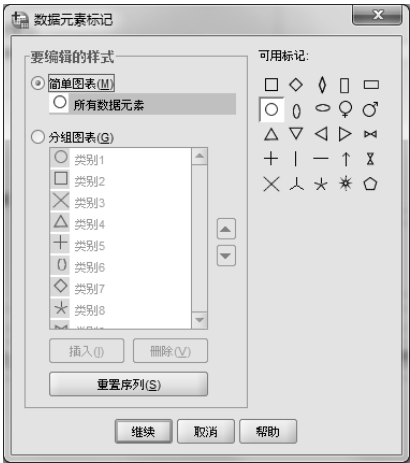 数据元素标记
要编辑的样式
简单图表(M)
所有数据元素
分组图表(G)
类别1
类别2
类别3
类别4
类别5
类别6
类别7
类别8
插入(I)
删除(V)
重置序列(S)
可用标记:
继续
取消
帮助